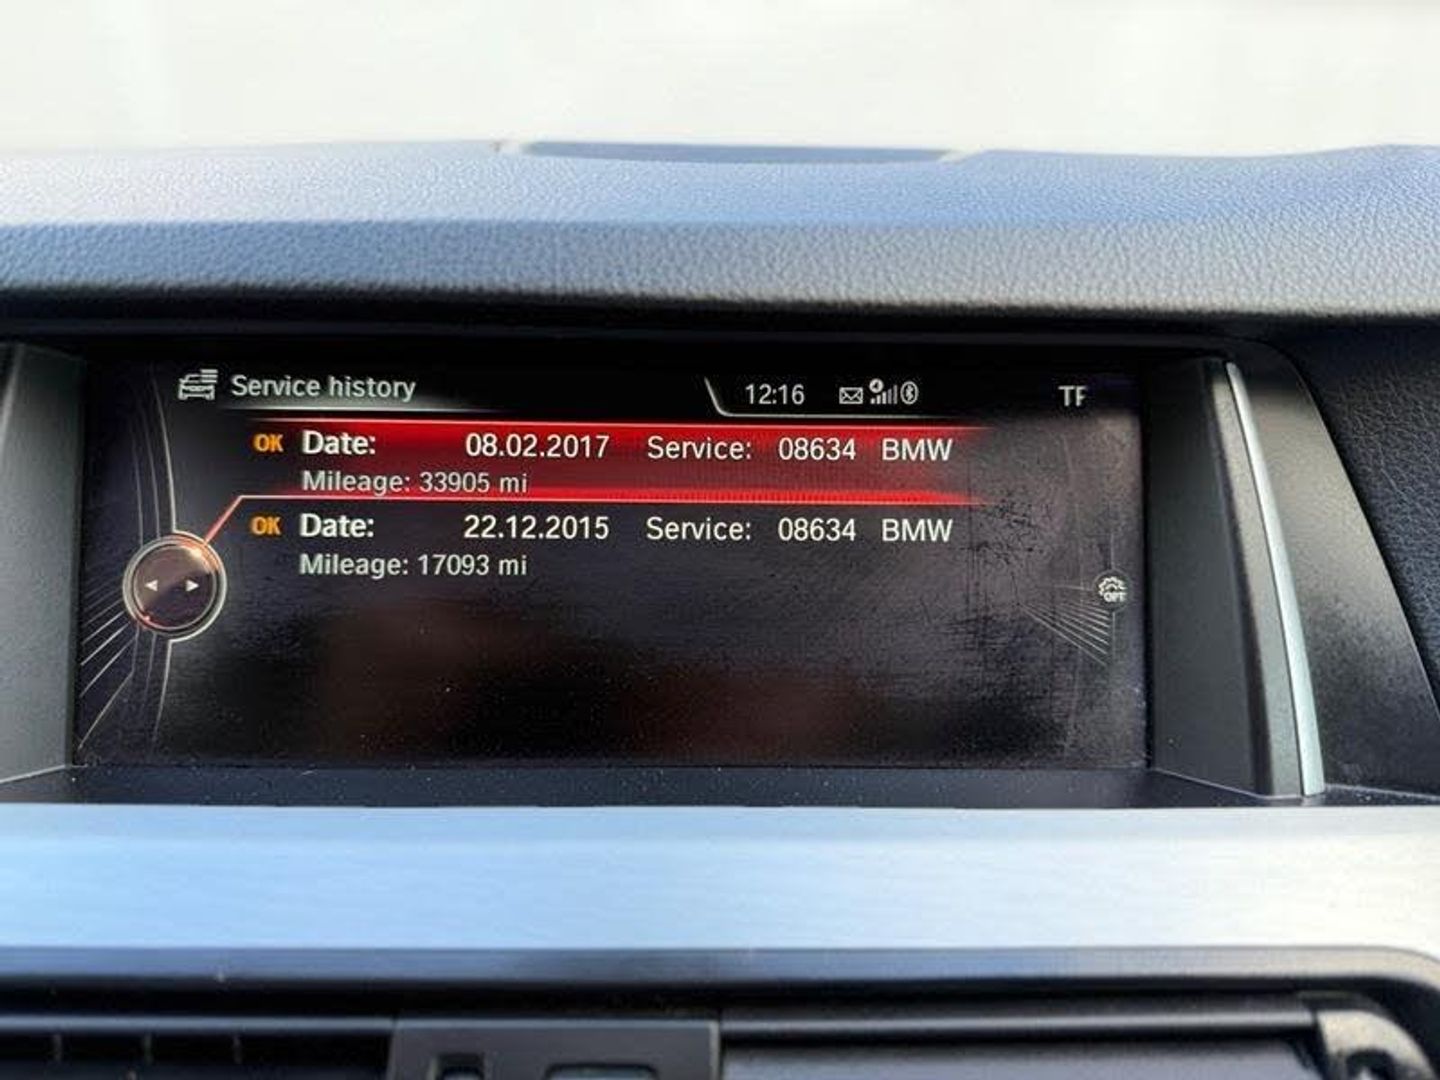 Service history 12:16 TF
OK Date: 08.02.2017 Service: 08634 BMW
Mileage: 33905 mi
OK Date: 22.12.2015 Service: 08634 BMW
Mileage: 17093 mi
OPT